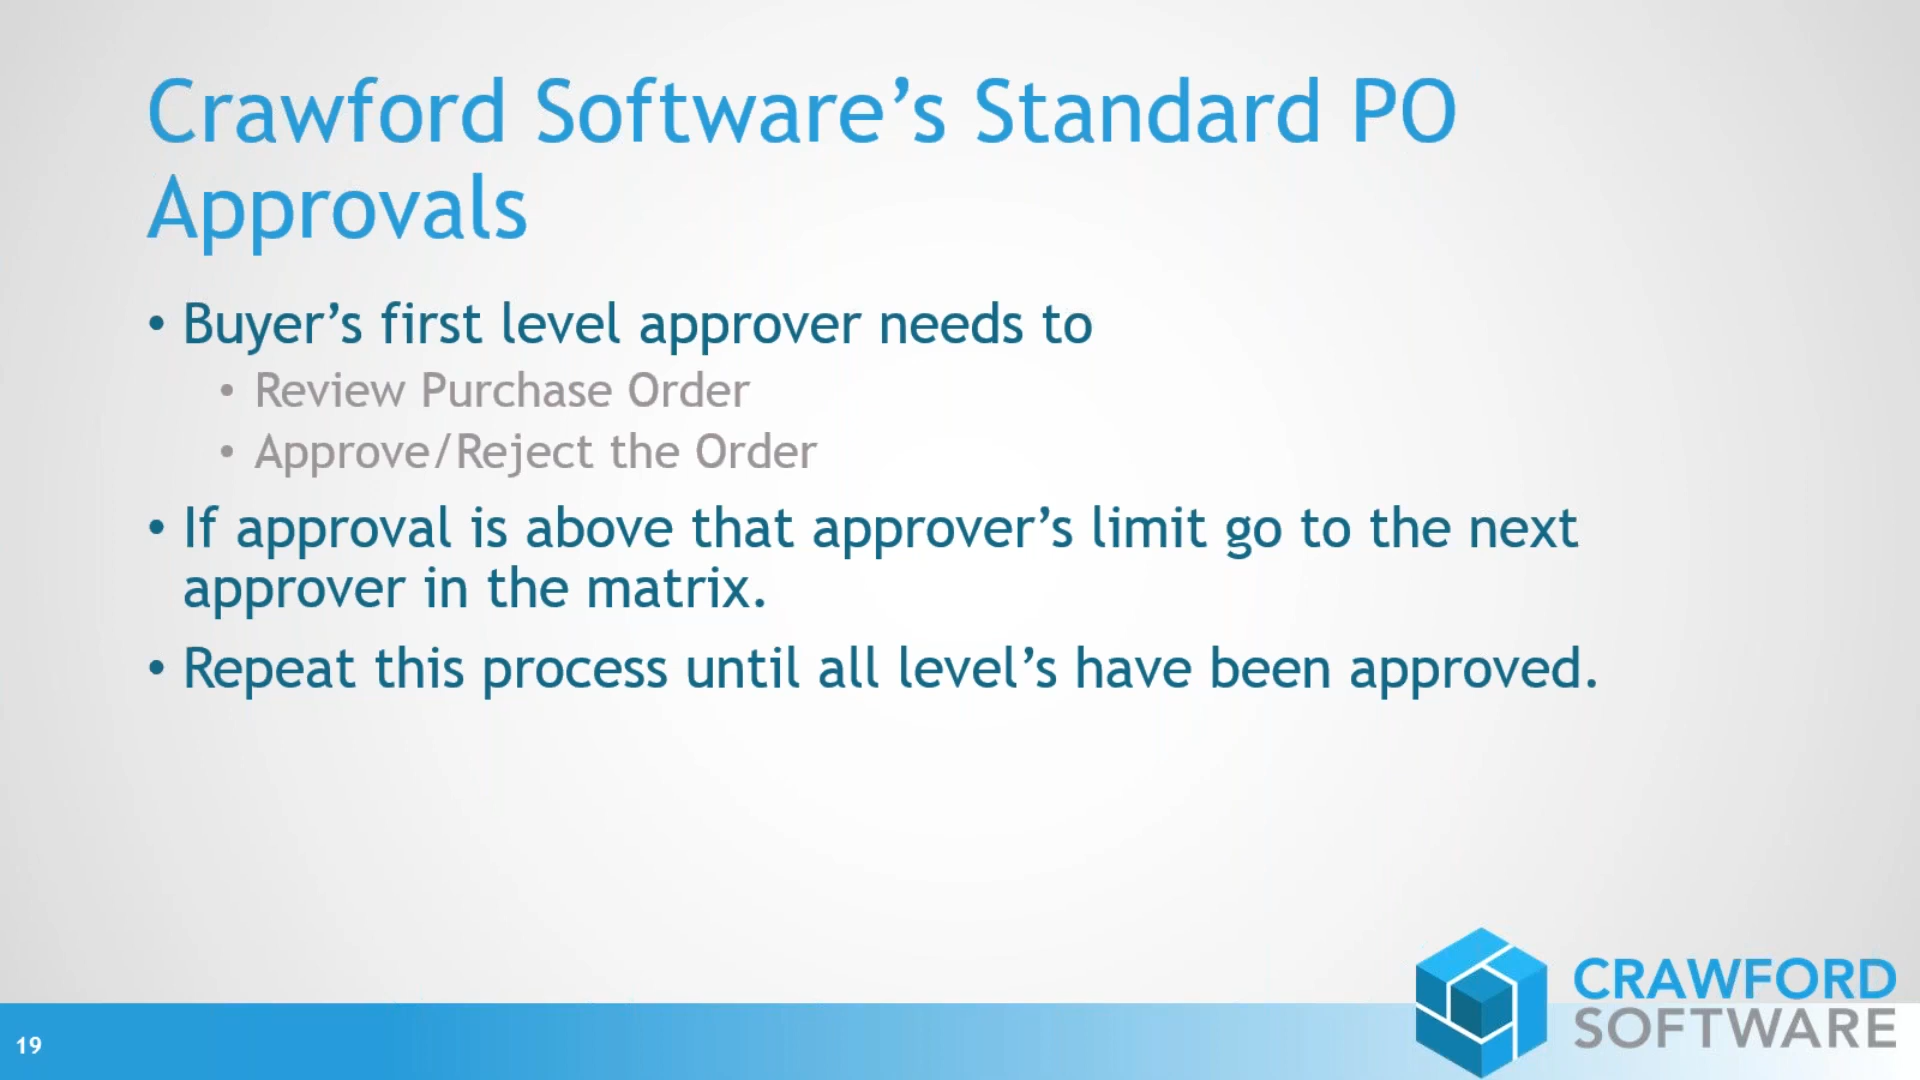 Crawford Software’s Standard PO
Approvals
• Buyer’s first level approver needs to
• Review Purchase Order
• Approve/Reject the Order
• If approval is above that approver’s limit go to the next
approver in the matrix.
• Repeat this process until all level’s have been approved.
CRAWFORD
SOFTWARE
19